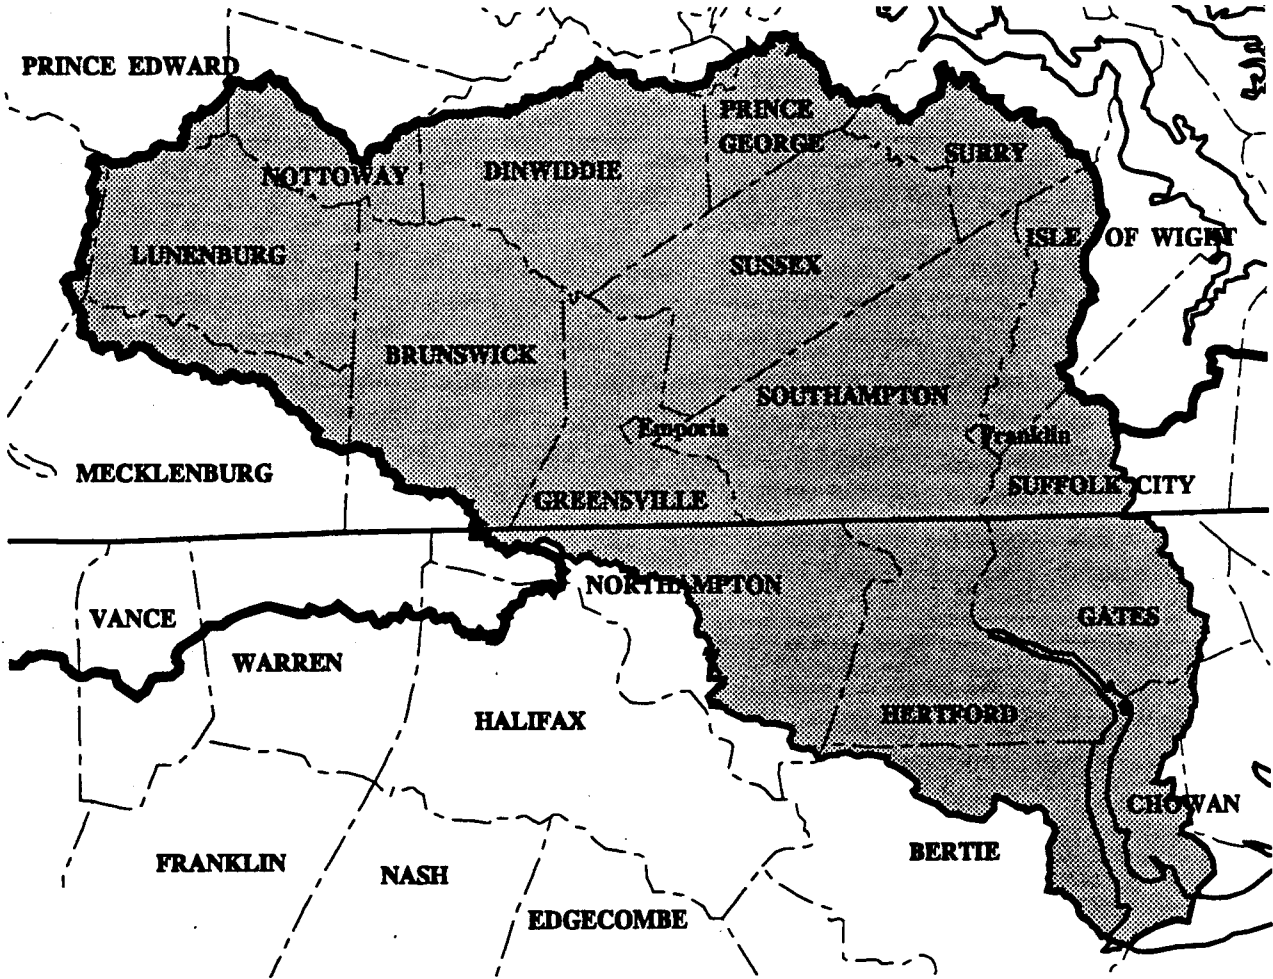 PRINCE EDWARD
PRINCE
GEORGE
SURRY
NOTTOWAY
DINWIDDIE
LUNENBURG
ISLE OF WIGHT
SUSSEX
BRUNSWICK
SOUTHAMPTON
Emporia
Franklin
MECKLENBURG
SUFFOLK CITY
GREENSVILLE
NORTHAMPTON
VANCE
GATES
WARREN
HALIFAX
HERTFORD
CHOWAN
BERTIE
FRANKLIN
NASH
EDGECOMBE